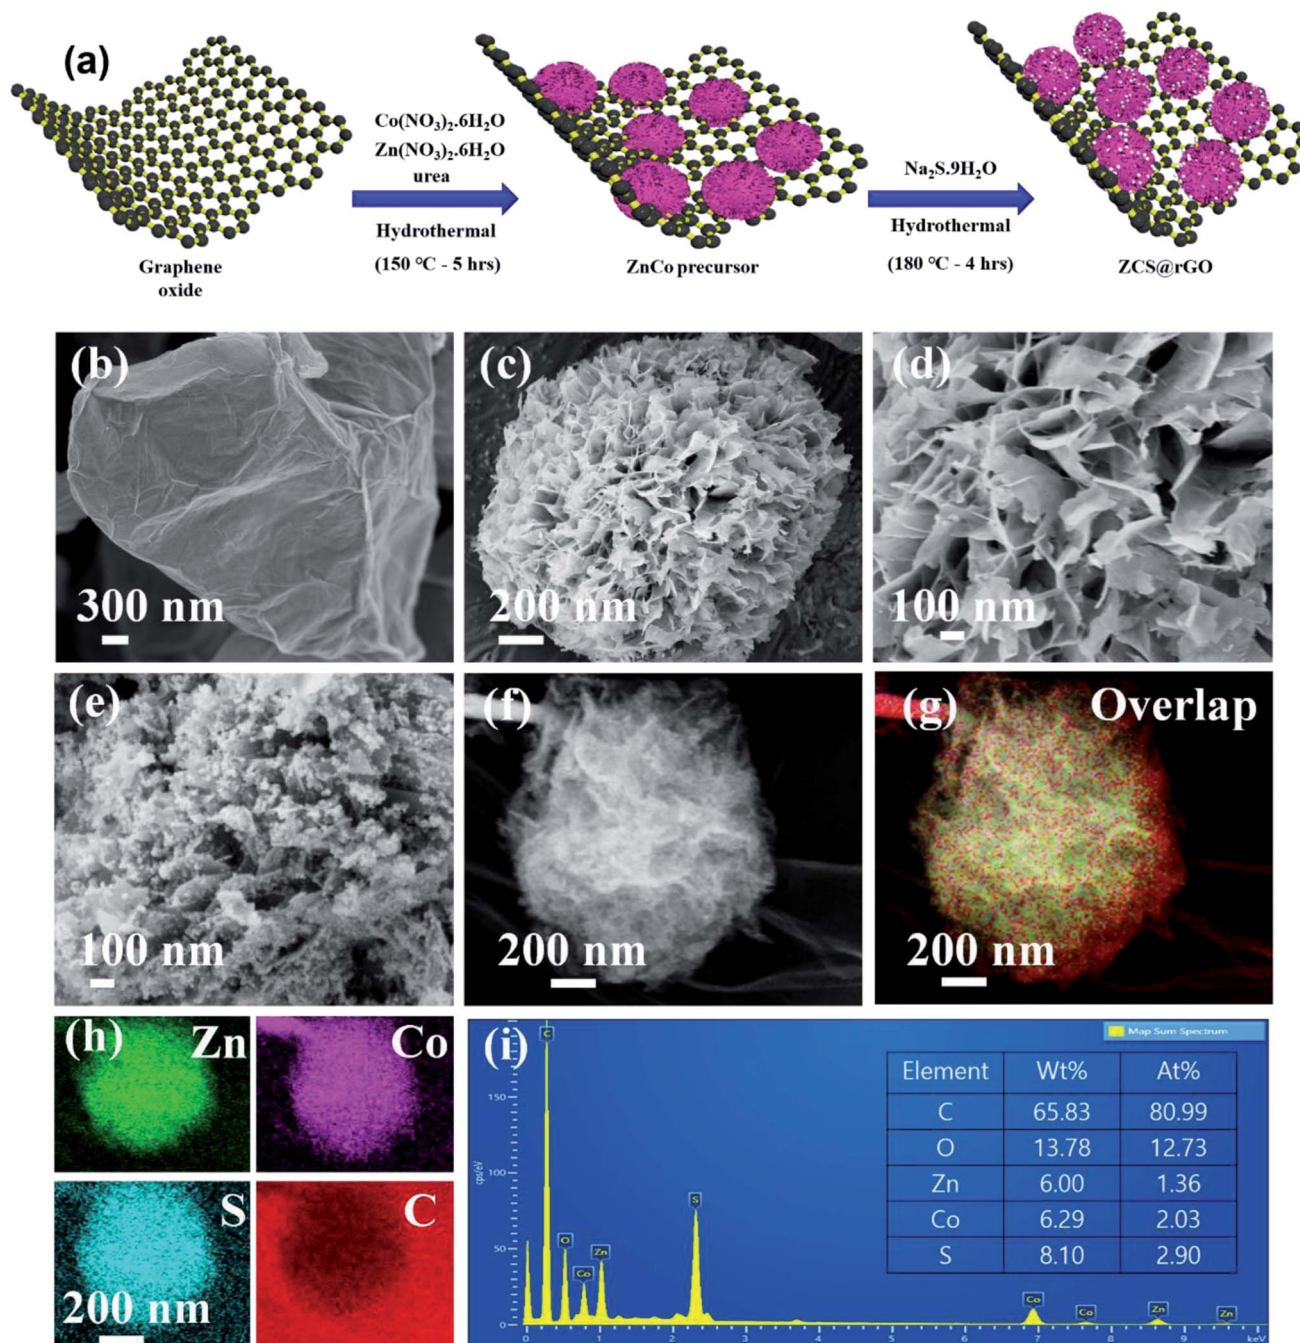 (a)
Co(NO₃)₂.6H₂O
Zn(NO₃)₂.6H₂O
urea
Hydrothermal
(150 °C - 5 hrs)
Na₂S.9H₂O
Hydrothermal
(180 °C - 4 hrs)
Graphene
oxide
ZnCo precursor
ZCS@rGO
(b)
300 nm
(c)
200 nm
(d)
100 nm
(e)
100 nm
(f)
200 nm
(g) Overlap
200 nm
(h) Zn
Co
S
200 nm
C
(i)
Map Sum Spectrum
Element Wt% At%
C 65.83 80.99
O 13.78 12.73
Zn 6.00 1.36
Co 6.29 2.03
S 8.10 2.90
cps/eV
150
100
50
0
C
O
Co
Zn
S
Co
Co
Zn
Zn
0 1 2 3 4 5 6 7 8 9 keV